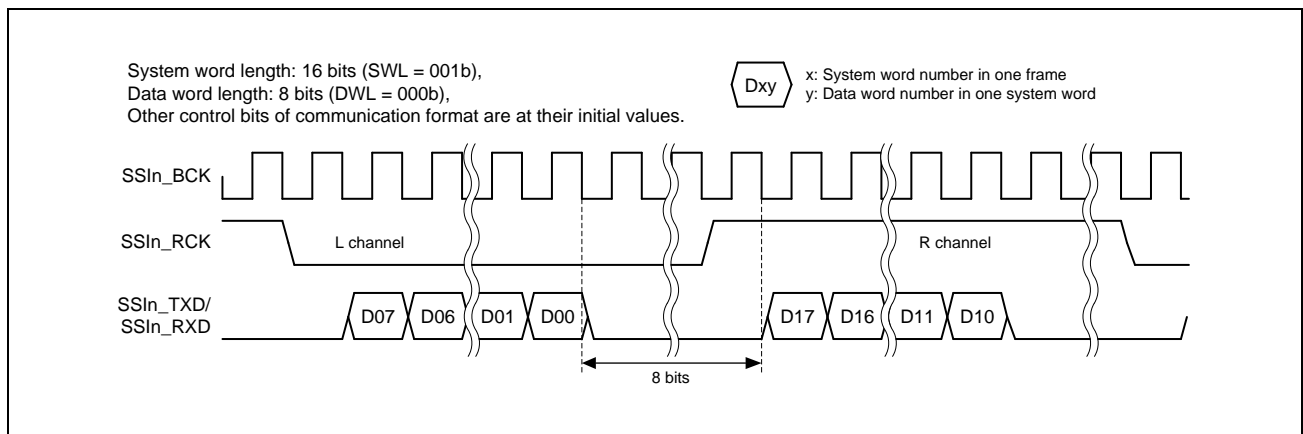 System word length: 16 bits (SWL = 001b),
Data word length: 8 bits (DWL = 000b),
Other control bits of communication format are at their initial values.
Dxy
x: System word number in one frame
y: Data word number in one system word
SSIn_BCK
SSIn_RCK
L channel
R channel
SSIn_TXD/
SSIn_RXD
D07 D06 D01 D00 D17 D16 D11 D10
8 bits